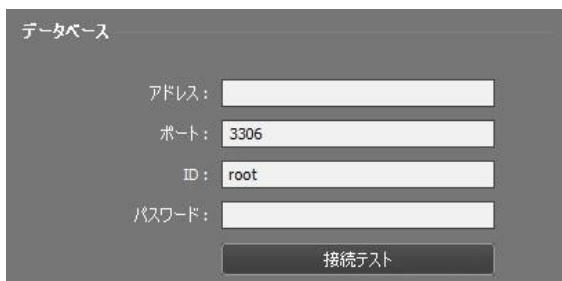 データベース
アドレス:
ポート: 3306
ID: root
パスワード:
接続テスト